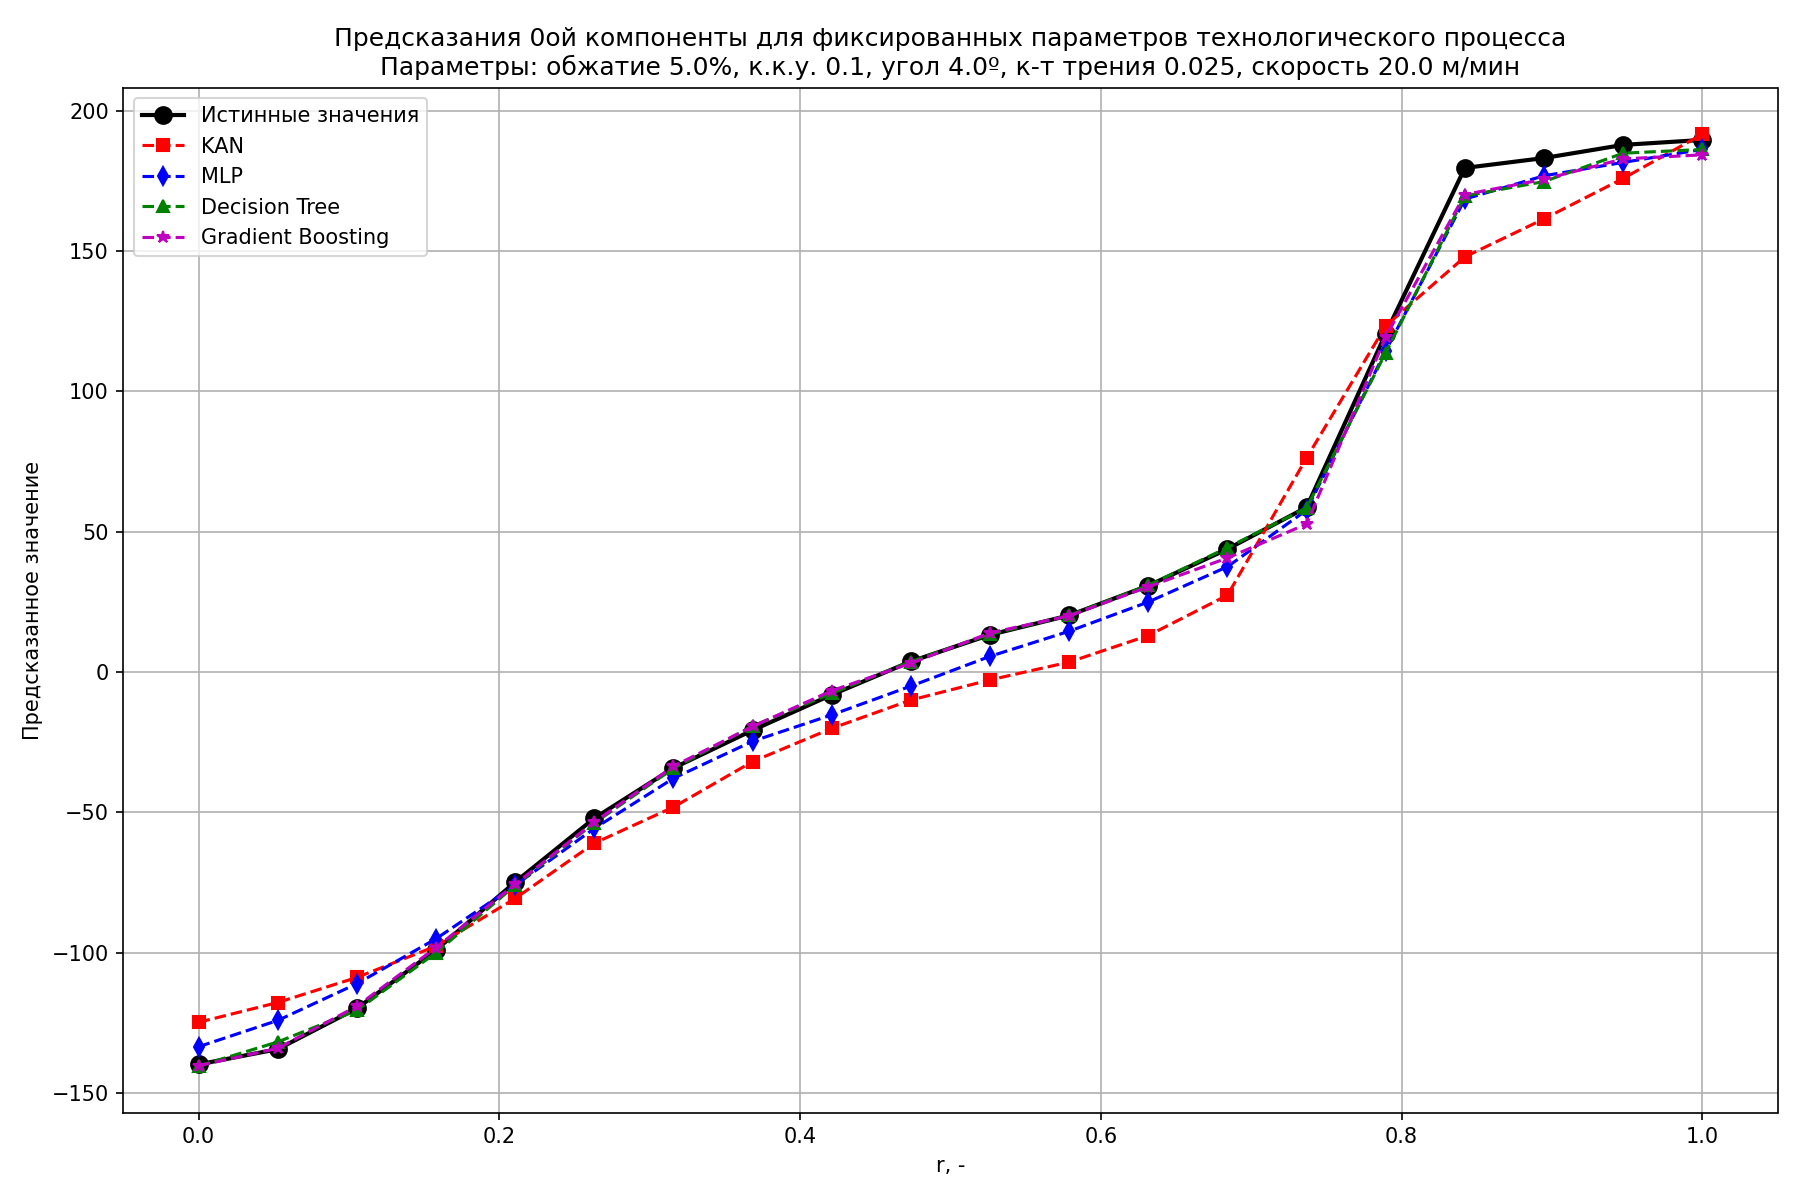 Предсказания 0ой компоненты для фиксированных параметров технологического процесса
Параметры: обжатие 5.0%, к.к.у. 0.1, угол 4.0º, к-т трения 0.025, скорость 20.0 м/мин
Истинные значения
KAN
MLP
Decision Tree
Gradient Boosting
Предсказанное значение
200
150
100
50
0
−50
−100
−150
0.0
0.2
0.4
0.6
0.8
1.0
r, -